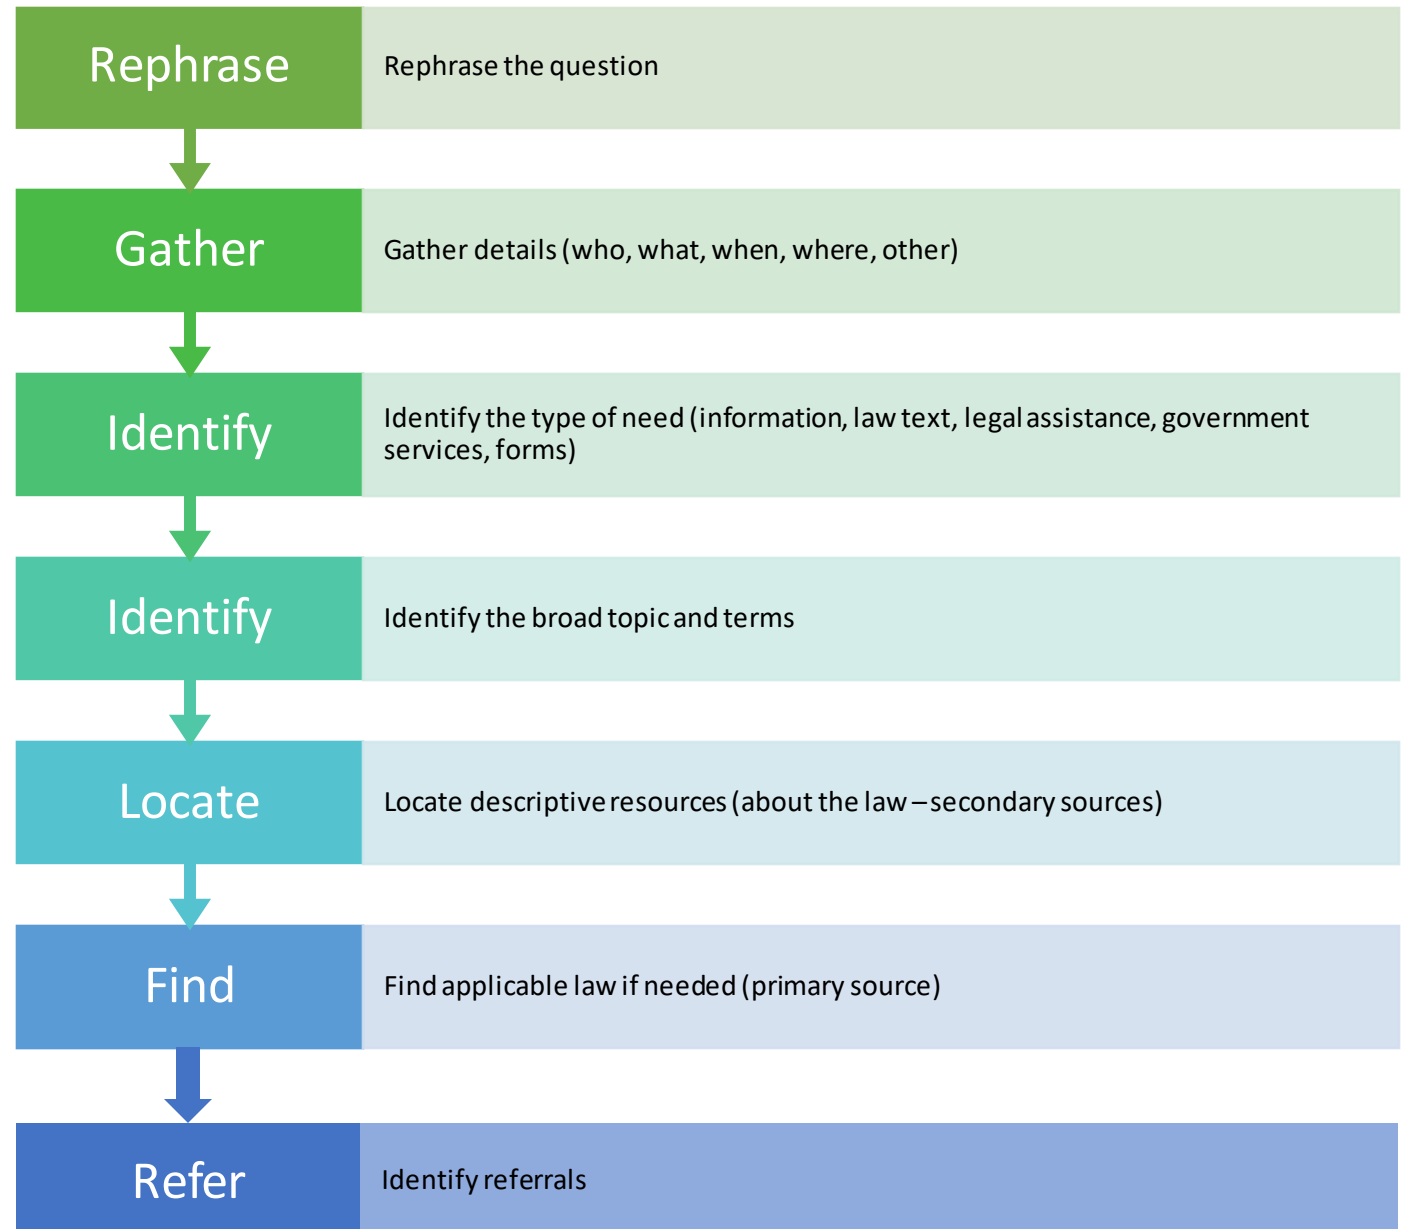 Rephrase
Rephrase the question
Gather
Gather details (who, what, when, where, other)
Identify
Identify the type of need (information, law text, legal assistance, government
services, forms)
Identify
Identify the broad topic and terms
Locate
Locate descriptive resources (about the law – secondary sources)
Find
Find applicable law if needed (primary source)
Refer
Identify referrals